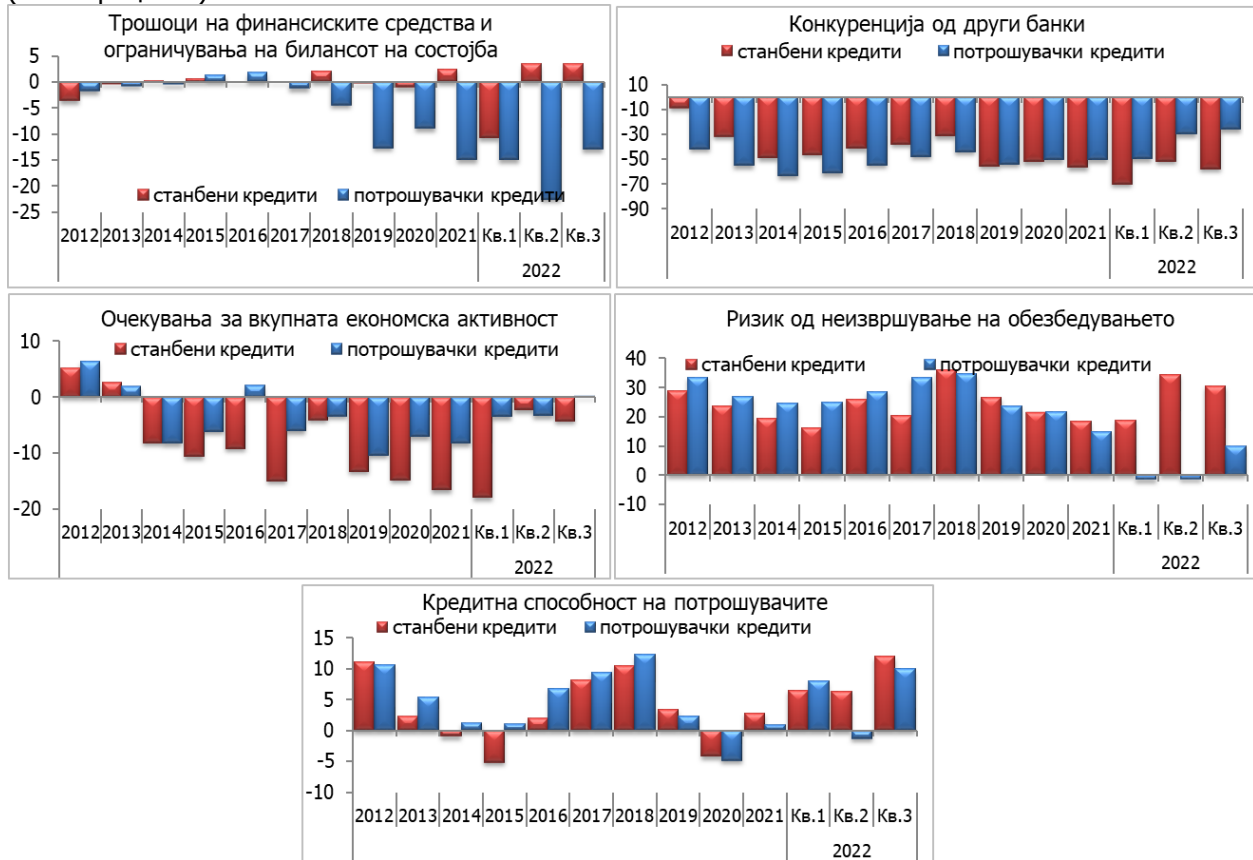 Трошоци на финансиските средства и
ограничувања на билансот на состојба
5
0
-5
-10
-15
-20
-25
станбени кредити потрошувачки кредити
2012 2013 2014 2015 2016 2017 2018 2019 2020 2021 Кв.1 Кв.2 Кв.3
2022
Конкуренција од други банки
станбени кредити потрошувачки кредити
10
-30
-50
-70
-90
2012 2013 2014 2015 2016 2017 2018 2019 2020 2021 Кв.1 Кв.2 Кв.3
2022
Очекувања за вкупната економска активност
станбени кредити потрошувачки кредити
10
0
-10
-20
2012 2013 2014 2015 2016 2017 2018 2019 2020 2021 Кв.1 Кв.2 Кв.3
2022
Ризик од неизвршување на обезбедувањето
станбени кредити потрошувачки кредити
40
30
20
10
0
-10
2012 2013 2014 2015 2016 2017 2018 2019 2020 2021 Кв.1 Кв.2 Кв.3
2022
Кредитна способност на потрошувачите
станбени кредити потрошувачки кредити
15
10
5
0
-5
-10
2012 2013 2014 2015 2016 2017 2018 2019 2020 2021 Кв.1 Кв.2 Кв.3
2022